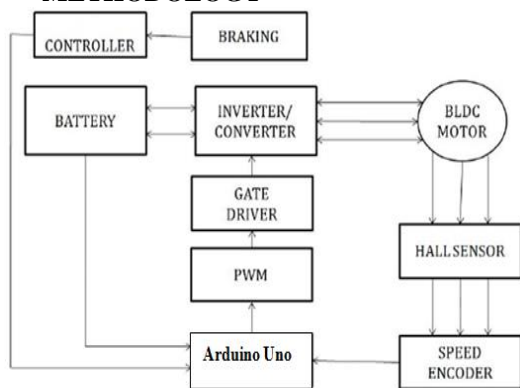 METHODOLOGY
CONTROLLER
BRAKING
BATTERY
INVERTER/
CONVERTER
BLDC
MOTOR
GATE
DRIVER
HALL SENSOR
PWM
Arduino Uno
SPEED
ENCODER